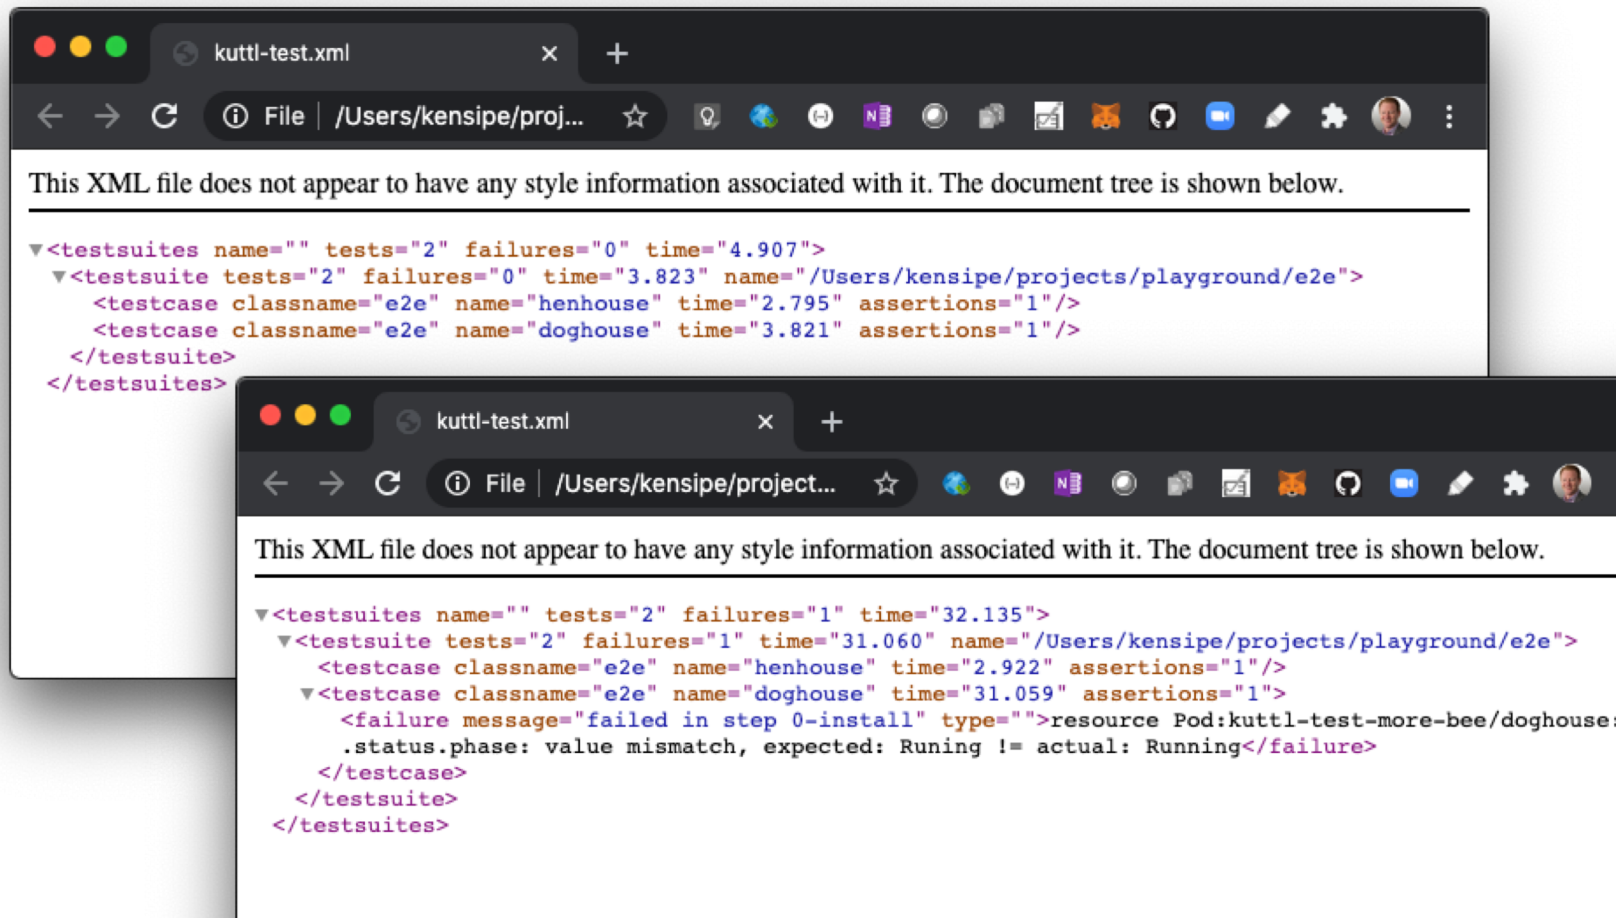 kuttl-test.xml
File /Users/kensipe/proj...
This XML file does not appear to have any style information associated with it. The document tree is shown below.
<testsuites name="" tests="2" failures="0" time="4.907">
<testsuite tests="2" failures="0" time="3.823" name="/Users/kensipe/projects/playground/e2e">
<testcase classname="e2e" name="henhouse" time="2.795" assertions="1"/>
<testcase classname="e2e" name="doghouse" time="3.821" assertions="1"/>
</testsuite>
</testsuites>
kuttl-test.xml
File /Users/kensipe/project...
This XML file does not appear to have any style information associated with it. The document tree is shown below.
<testsuites name="" tests="2" failures="1" time="32.135">
<testsuite tests="2" failures="1" time="31.060" name="/Users/kensipe/projects/playground/e2e">
<testcase classname="e2e" name="henhouse" time="2.922" assertions="1"/>
<testcase classname="e2e" name="doghouse" time="31.059" assertions="1">
<failure message="failed in step 0-install" type="">resource Pod:kuttl-test-more-bee/doghouse:
.status.phase: value mismatch, expected: Runing != actual: Running</failure>
</testcase>
</testsuite>
</testsuites>